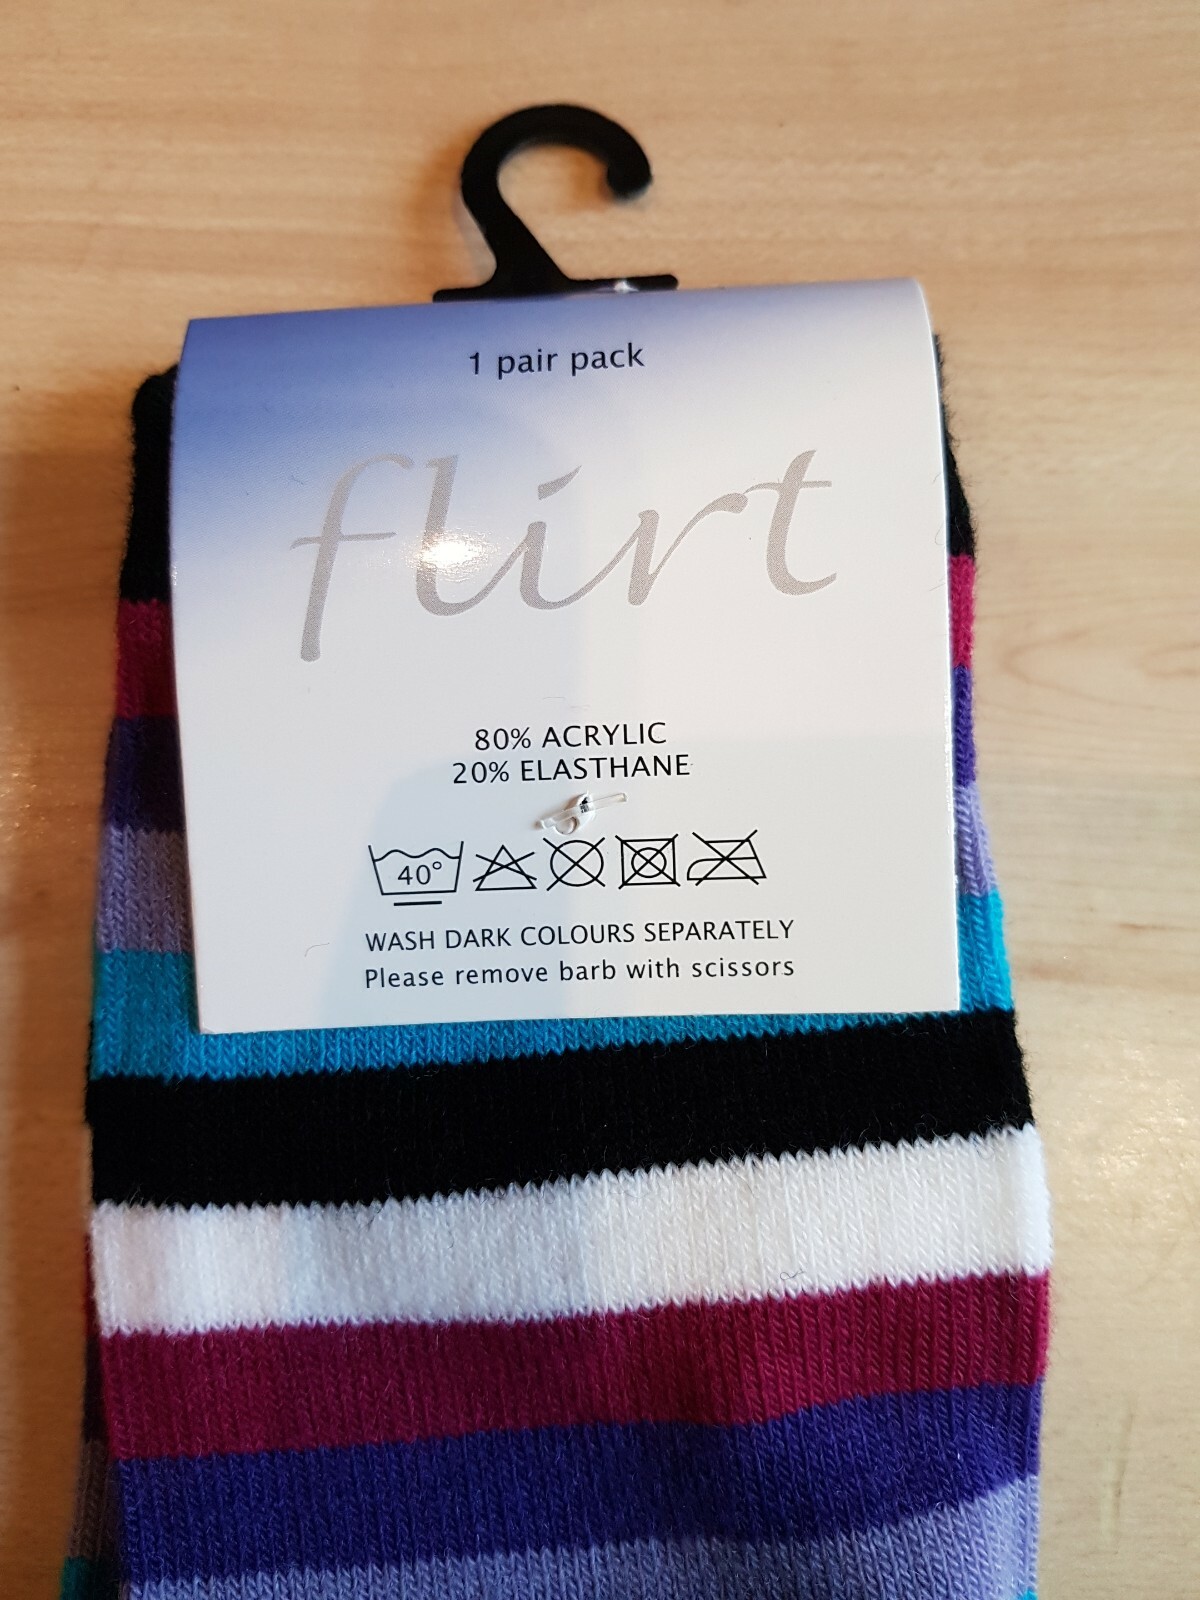 1 pair pack
flirt
80% ACRYLIC
20% ELASTHANE
40°
WASH DARK COLOURS SEPARATELY
Please remove barb with scissors